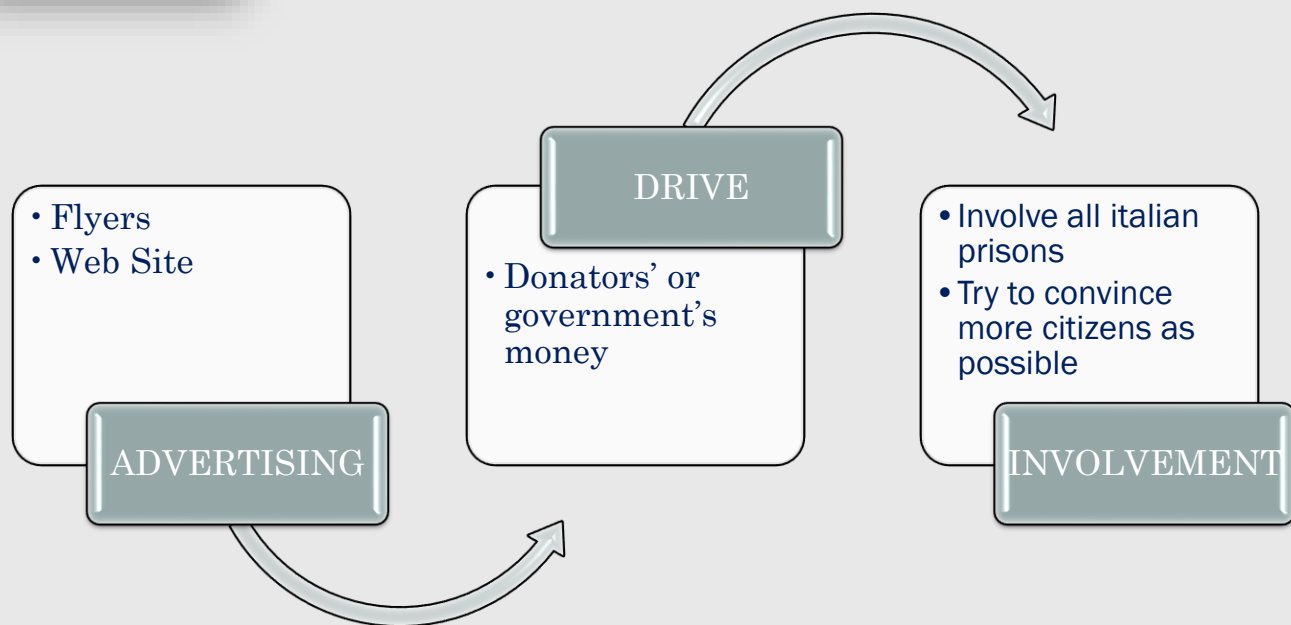 • Flyers
• Web Site
ADVERTISING
DRIVE
• Donators’ or
government’s
money
• Involve all italian
prisons
• Try to convince
more citizens as
possible
INVOLVEMENT